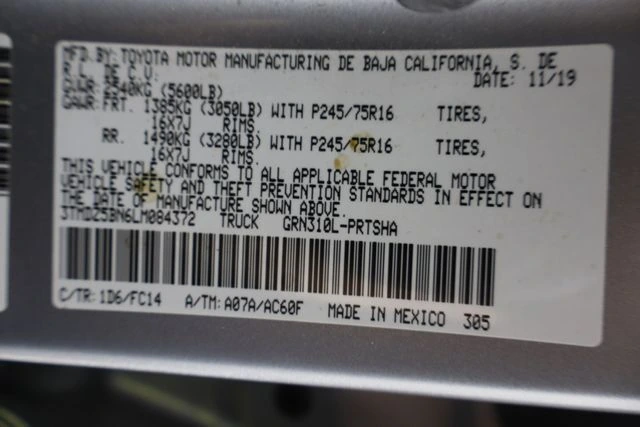 MFD.BY: TOYOTA MOTOR MANUFACTURING DE BAJA CALIFORNIA, S. DE
R.L. DE C.V. DATE: 11/19
GVWR: 2540KG (5600LB)
GAWR: FRT. 1385KG (3050LB) WITH P245/75R16 TIRES,
16X7J RIMS.
RR. 1490KG (3280LB) WITH P245/75R16 TIRES,
16X7J RIMS.
THIS VEHICLE CONFORMS TO ALL APPLICABLE FEDERAL MOTOR
VEHICLE SAFETY AND THEFT PREVENTION STANDARDS IN EFFECT ON
THE DATE OF MANUFACTURE SHOWN ABOVE.
3TMDZ5BN6LM084372 TRUCK GRN310L-PRTSHA
C/TR: 1D6/FC14 A/TM: A07A/AC60F MADE IN MEXICO 305